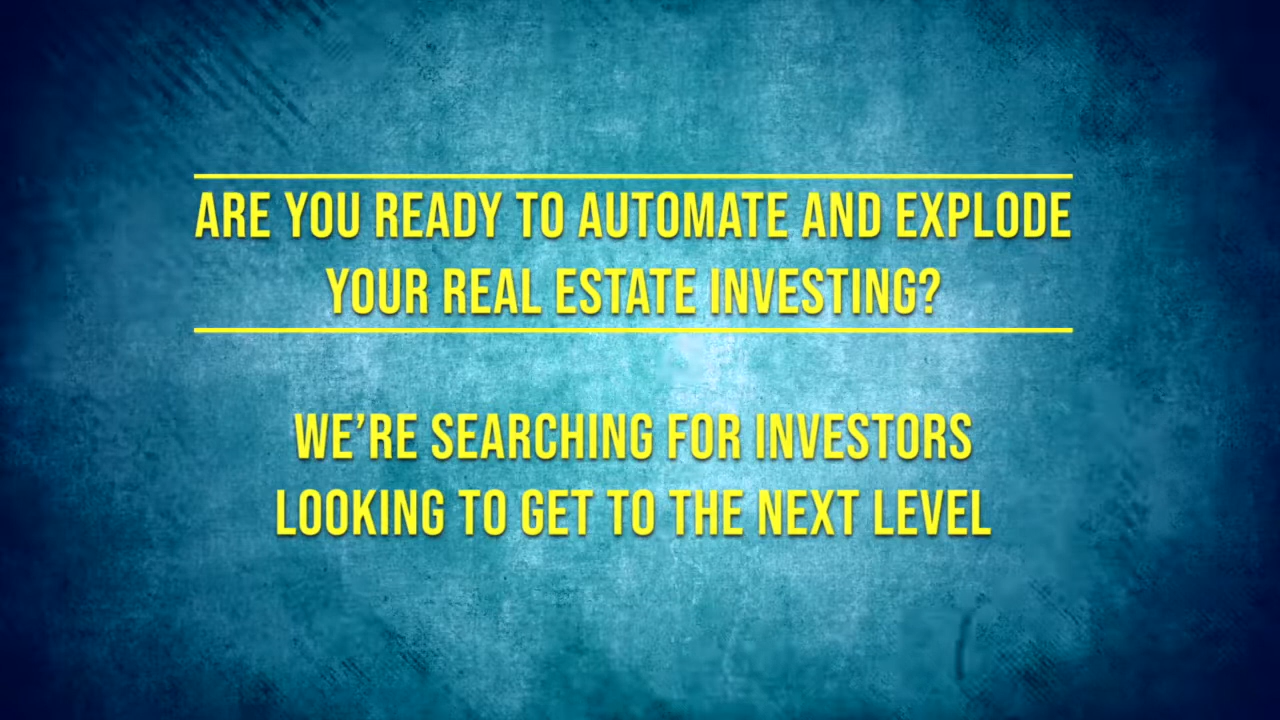 ARE YOU READY TO AUTOMATE AND EXPLODE
YOUR REAL ESTATE INVESTING?
WE’RE SEARCHING FOR INVESTORS
LOOKING TO GET TO THE NEXT LEVEL